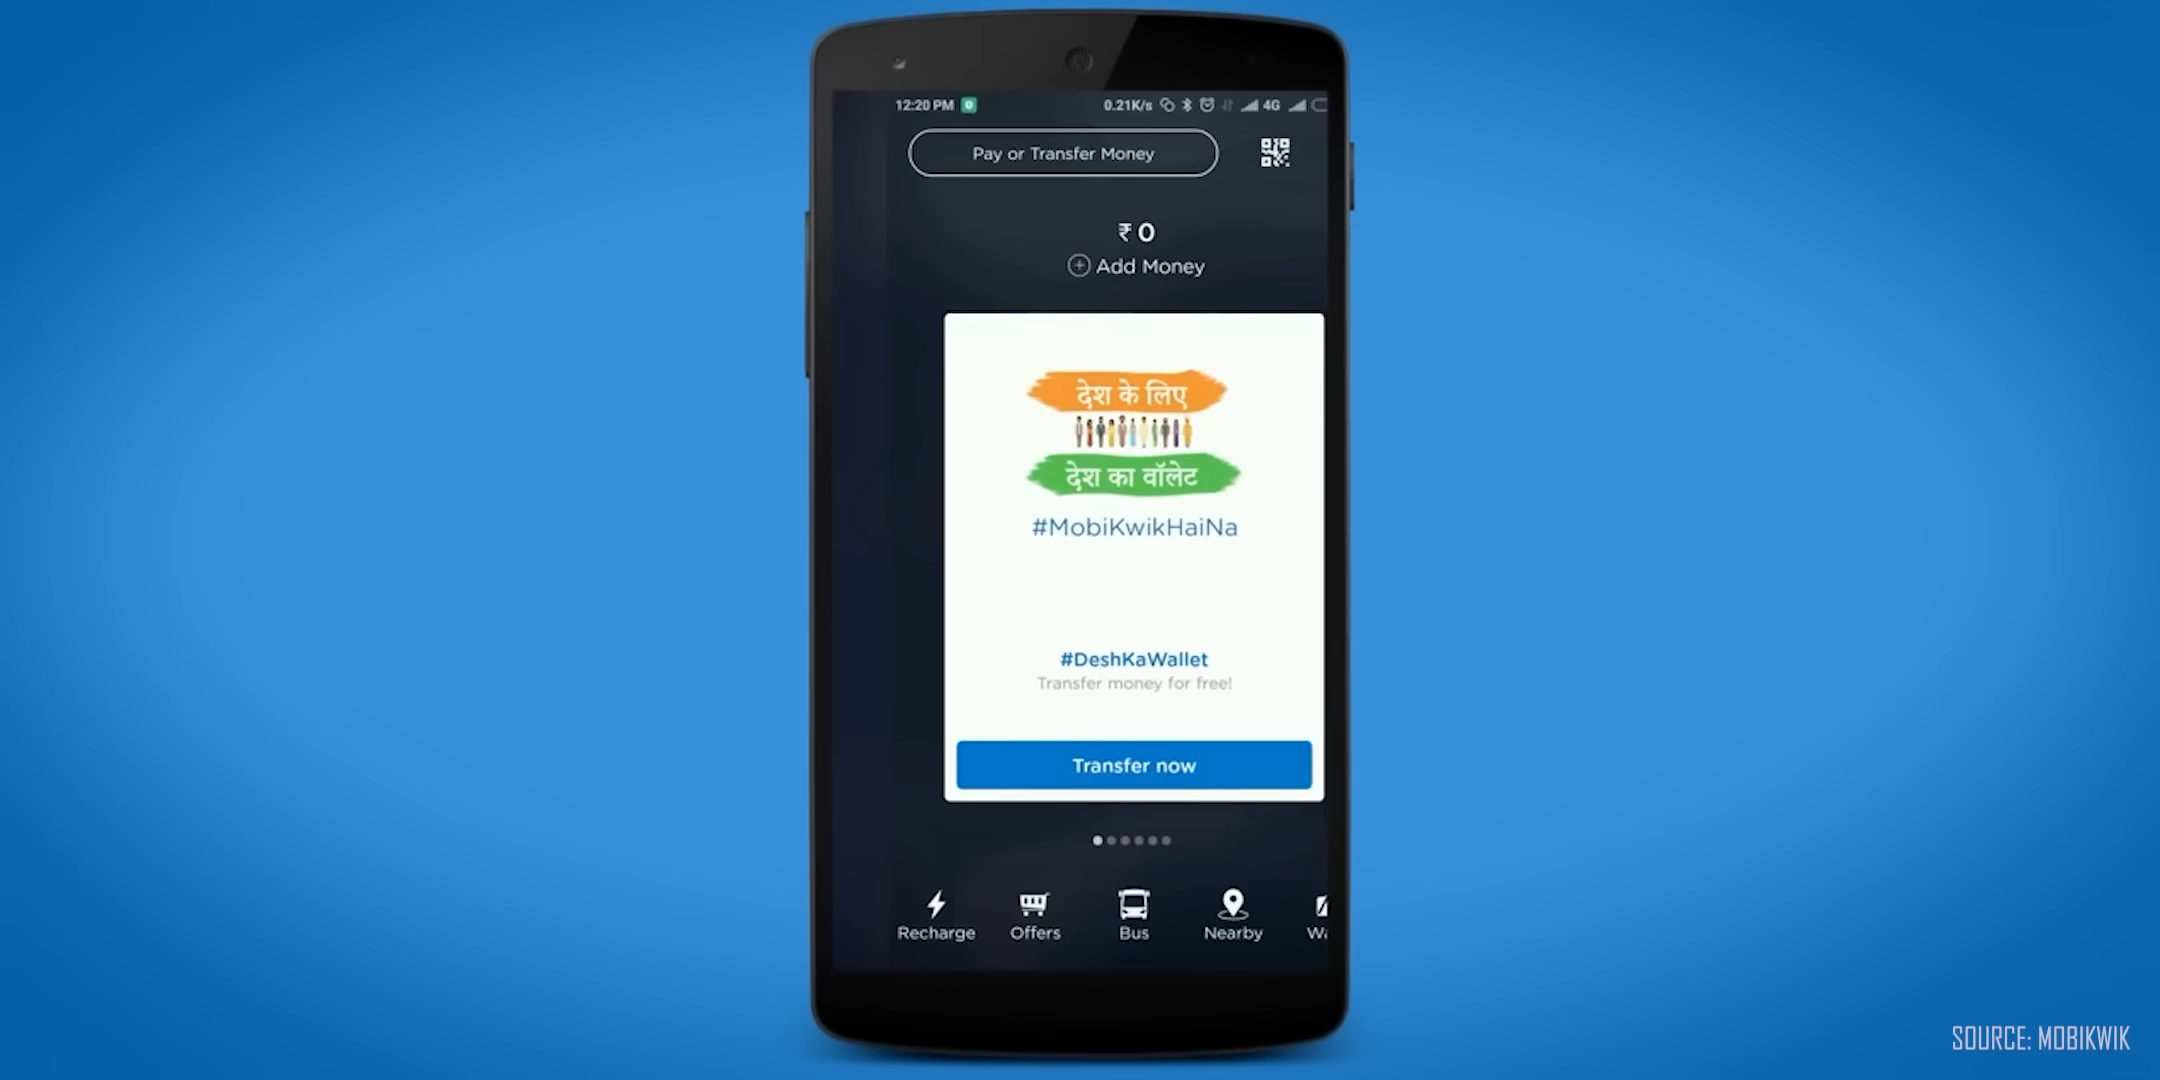 12:20 PM 0.21K/s 4G
Pay or Transfer Money
₹ 0
Add Money
देश के लिए
देश का वॉलेट
#MobiKwikHaiNa
#DeshKaWallet
Transfer money for free!
Transfer now
Recharge Offers Bus Nearby
SOURCE: MOBIKWIK